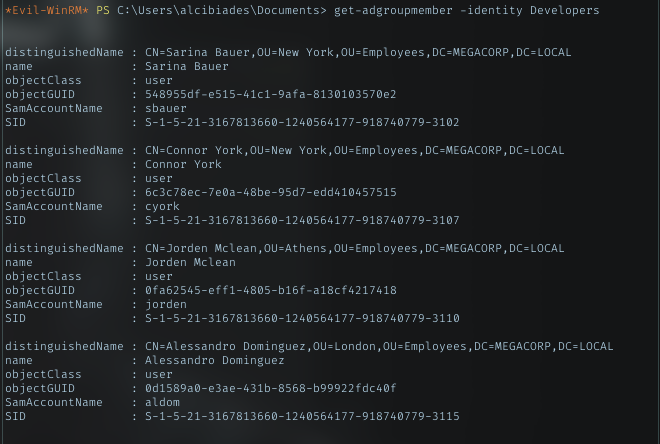 *Evil-WinRM* PS C:\Users\alcibiades\Documents> get-adgroupmember -identity Developers
distinguishedName : CN=Sarina Bauer,OU=New York,OU=Employees,DC=MEGACORP,DC=LOCAL
name              : Sarina Bauer
objectClass       : user
objectGUID        : 548955df-e515-41c1-9afa-8130103570e2
SamAccountName    : sbauer
SID               : S-1-5-21-3167813660-1240564177-918740779-3102
distinguishedName : CN=Connor York,OU=New York,OU=Employees,DC=MEGACORP,DC=LOCAL
name              : Connor York
objectClass       : user
objectGUID        : 6c3c78ec-7e0a-48be-95d7-edd410457515
SamAccountName    : cyork
SID               : S-1-5-21-3167813660-1240564177-918740779-3107
distinguishedName : CN=Jorden Mclean,OU=Athens,OU=Employees,DC=MEGACORP,DC=LOCAL
name              : Jorden Mclean
objectClass       : user
objectGUID        : 0fa62545-eff1-4805-b16f-a18cf4217418
SamAccountName    : jorden
SID               : S-1-5-21-3167813660-1240564177-918740779-3110
distinguishedName : CN=Alessandro Dominguez,OU=London,OU=Employees,DC=MEGACORP,DC=LOCAL
name              : Alessandro Dominguez
objectClass       : user
objectGUID        : 0d1589a0-e3ae-431b-8568-b99922fdc40f
SamAccountName    : aldom
SID               : S-1-5-21-3167813660-1240564177-918740779-3115